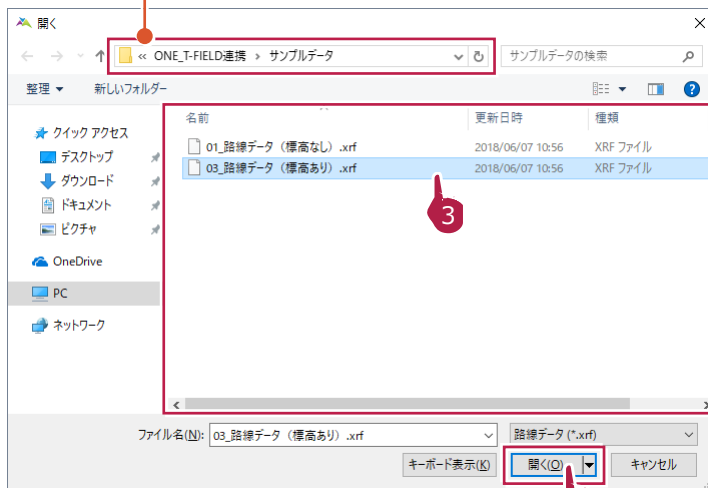 開く
« ONE_T-FIELD連携 › サンプルデータ
サンプルデータの検索
整理 新しいフォルダー
名前 更新日時 種類
クイック アクセス
01_路線データ（標高なし）.xrf 2018/06/07 10:56 XRF ファイル
デスクトップ
03_路線データ（標高あり）.xrf 2018/06/07 10:56 XRF ファイル
ダウンロード
ドキュメント
3
ピクチャ
OneDrive
PC
ネットワーク
ファイル名(N): 03_路線データ（標高あり）.xrf 路線データ (*.xrf)
キーボード表示(K) 開く(O) キャンセル